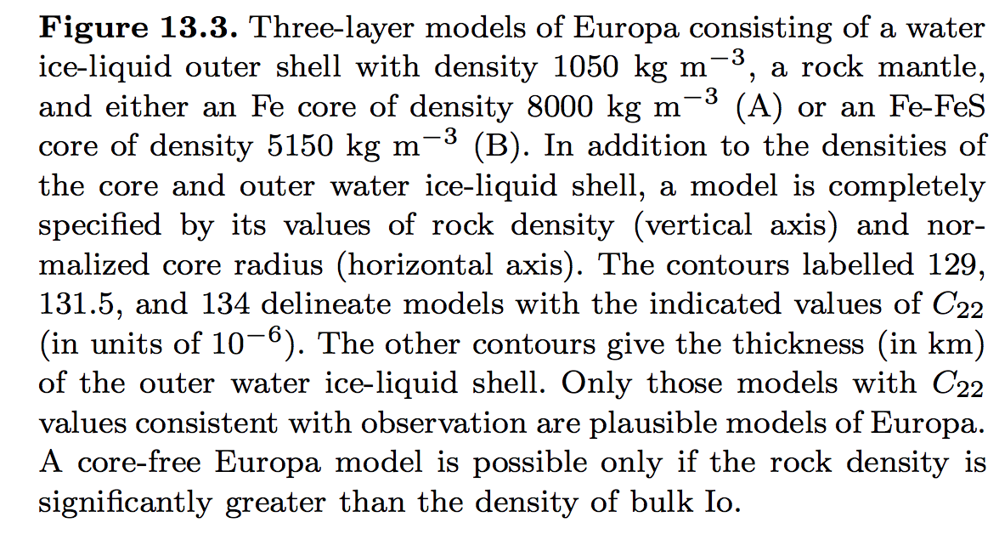 Figure 13.3. Three-layer models of Europa consisting of a water
ice-liquid outer shell with density 1050 kg m⁻³, a rock mantle,
and either an Fe core of density 8000 kg m⁻³ (A) or an Fe-FeS
core of density 5150 kg m⁻³ (B). In addition to the densities of
the core and outer water ice-liquid shell, a model is completely
specified by its values of rock density (vertical axis) and nor-
malized core radius (horizontal axis). The contours labelled 129,
131.5, and 134 delineate models with the indicated values of C₂₂
(in units of 10⁻⁶). The other contours give the thickness (in km)
of the outer water ice-liquid shell. Only those models with C₂₂
values consistent with observation are plausible models of Europa.
A core-free Europa model is possible only if the rock density is
significantly greater than the density of bulk Io.